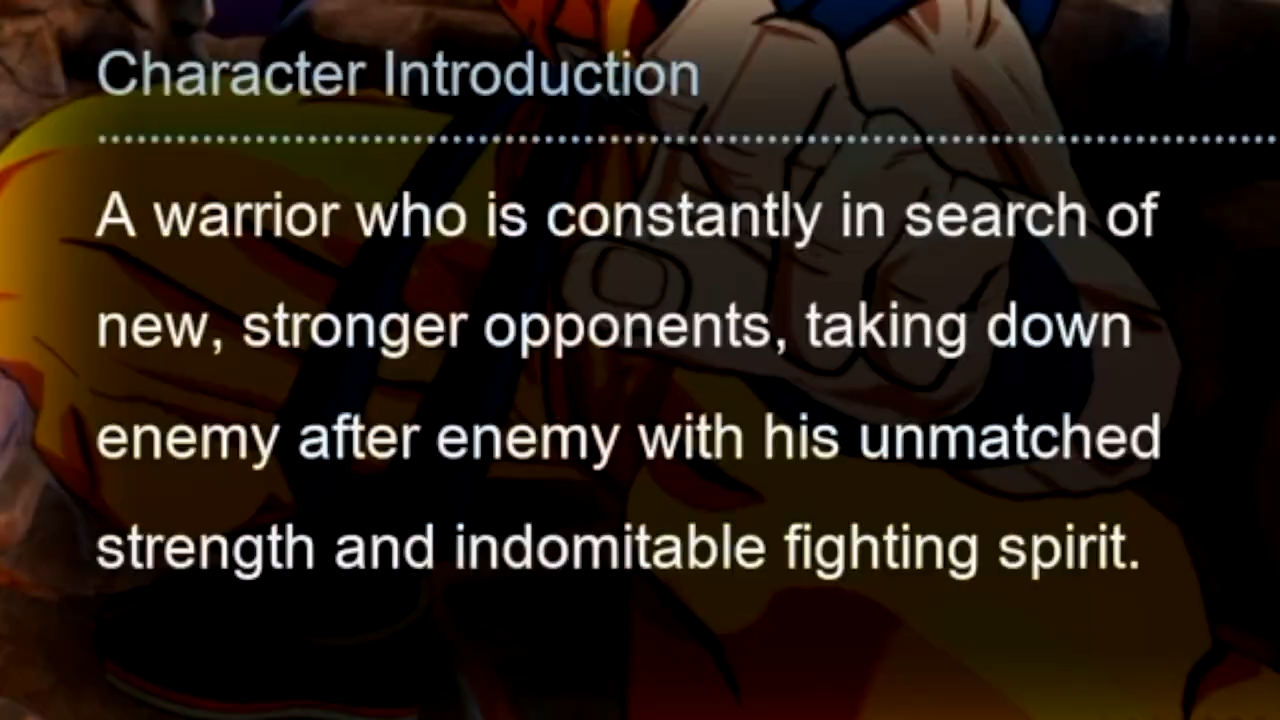 Character Introduction
A warrior who is constantly in search of
new, stronger opponents, taking down
enemy after enemy with his unmatched
strength and indomitable fighting spirit.